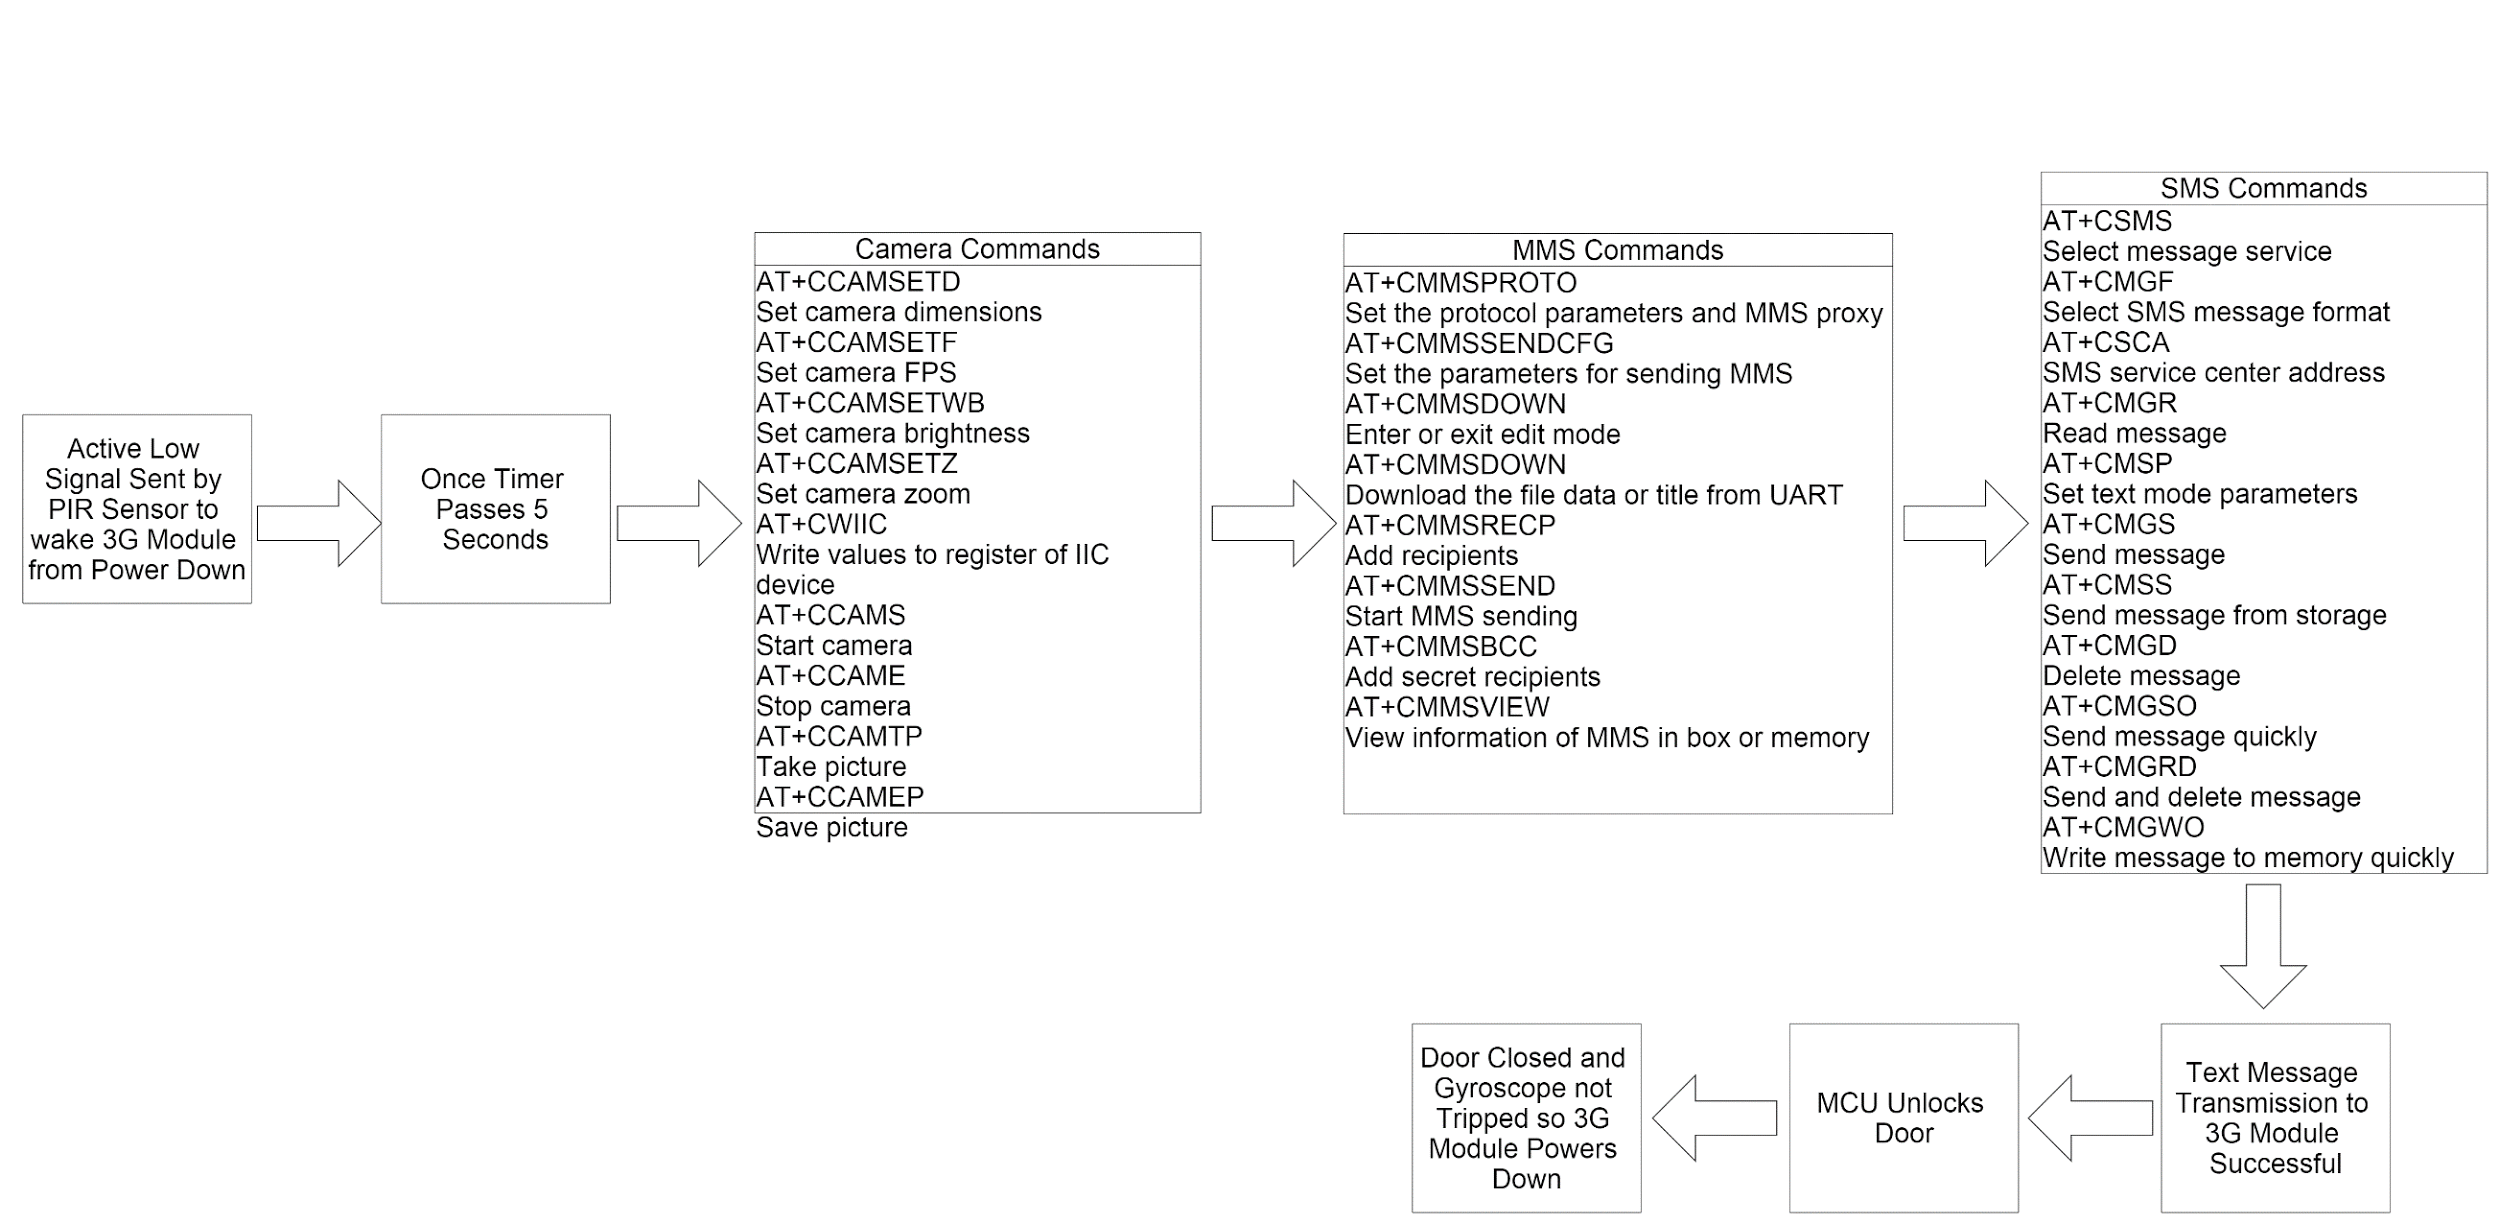 Active Low
Signal Sent by
PIR Sensor to
wake 3G Module
from Power Down
Once Timer
Passes 5
Seconds
Camera Commands
AT+CCAMSETD
Set camera dimensions
AT+CCAMSETF
Set camera FPS
AT+CCAMSETWB
Set camera brightness
AT+CCAMSETZ
Set camera zoom
AT+CWIIC
Write values to register of IIC
device
AT+CCAMS
Start camera
AT+CCAME
Stop camera
AT+CCAMTP
Take picture
AT+CCAMEP
Save picture
MMS Commands
AT+CMMSPROTO
Set the protocol parameters and MMS proxy
AT+CMMSSENDCFG
Set the parameters for sending MMS
AT+CMMSDOWN
Enter or exit edit mode
AT+CMMSDOWN
Download the file data or title from UART
AT+CMMSRECP
Add recipients
AT+CMMSSEND
Start MMS sending
AT+CMMSBCC
Add secret recipients
AT+CMMSVIEW
View information of MMS in box or memory
SMS Commands
AT+CSMS
Select message service
AT+CMGF
Select SMS message format
AT+CSCA
SMS service center address
AT+CMGR
Read message
AT+CMSP
Set text mode parameters
AT+CMGS
Send message
AT+CMSS
Send message from storage
AT+CMGD
Delete message
AT+CMGSO
Send message quickly
AT+CMGRD
Send and delete message
AT+CMGWO
Write message to memory quickly
Text Message
Transmission to
3G Module
Successful
MCU Unlocks
Door
Door Closed and
Gyroscope not
Tripped so 3G
Module Powers
Down